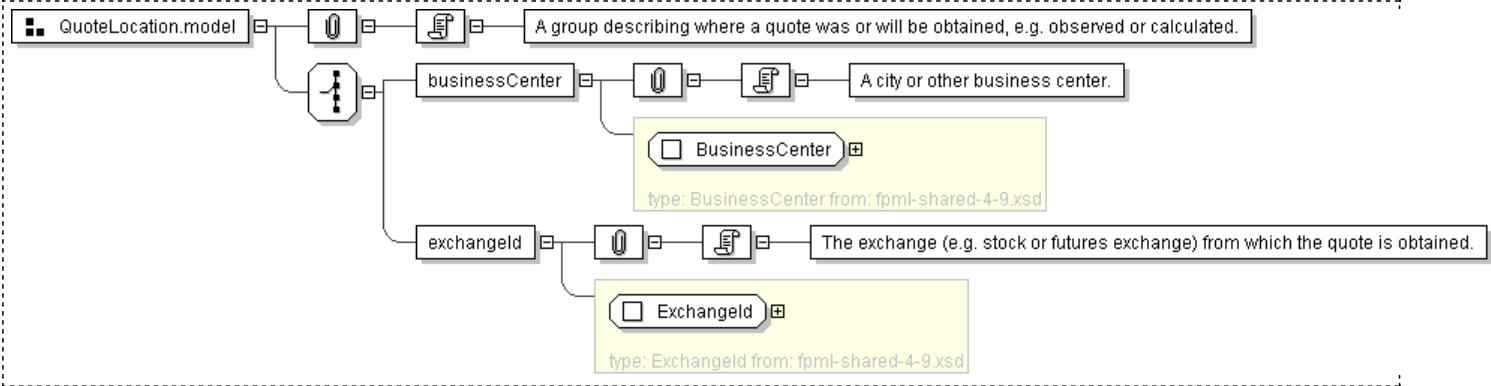 QuoteLocation.model
A group describing where a quote was or will be obtained, e.g. observed or calculated.
businessCenter
A city or other business center.
BusinessCenter
type: BusinessCenter from: fpml-shared-4-9.xsd
exchangeId
The exchange (e.g. stock or futures exchange) from which the quote is obtained.
ExchangeId
type: ExchangeId from: fpml-shared-4-9.xsd